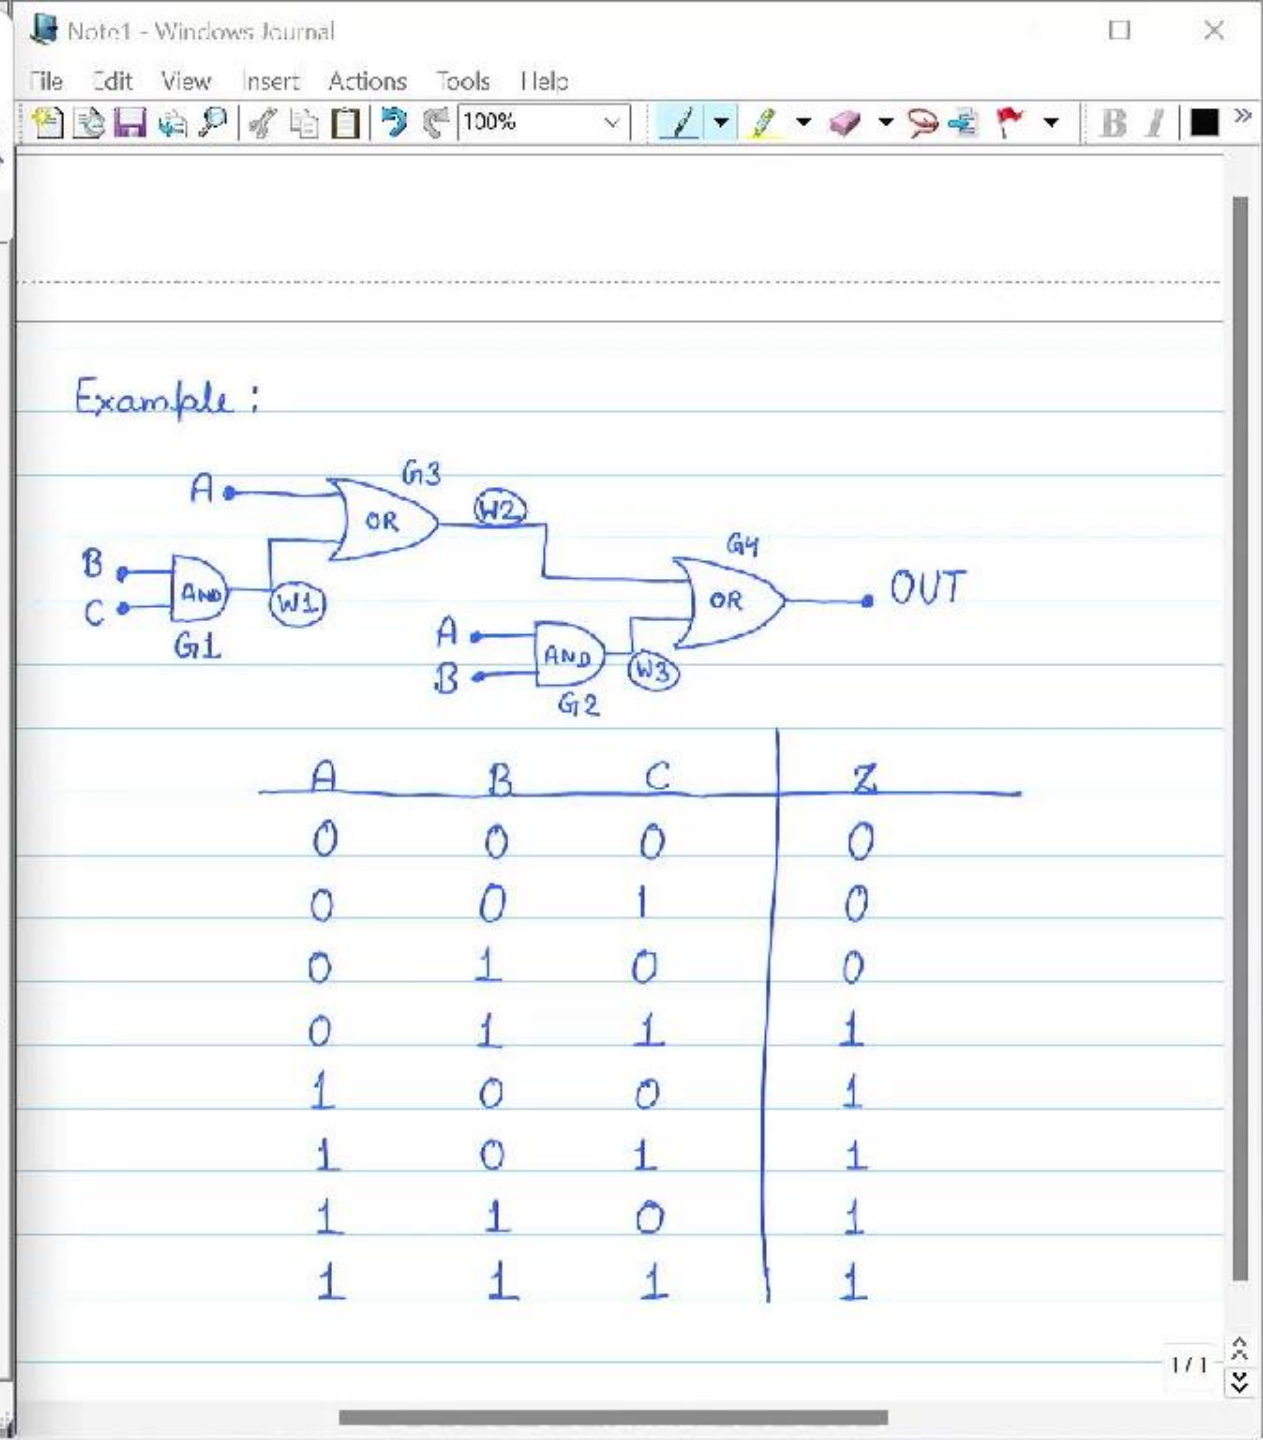 Note1 - Windows Journal
File Edit View Insert Actions Tools Help
100%
B I
Example :
G3
A
OR
W2
G4
B
AND
W1
OR
OUT
C
G1
A
AND
W3
B
G2
A B C Z
0 0 0 0
0 0 1 0
0 1 0 0
0 1 1 1
1 0 0 1
1 0 1 1
1 1 0 1
1 1 1 1
1 / 1